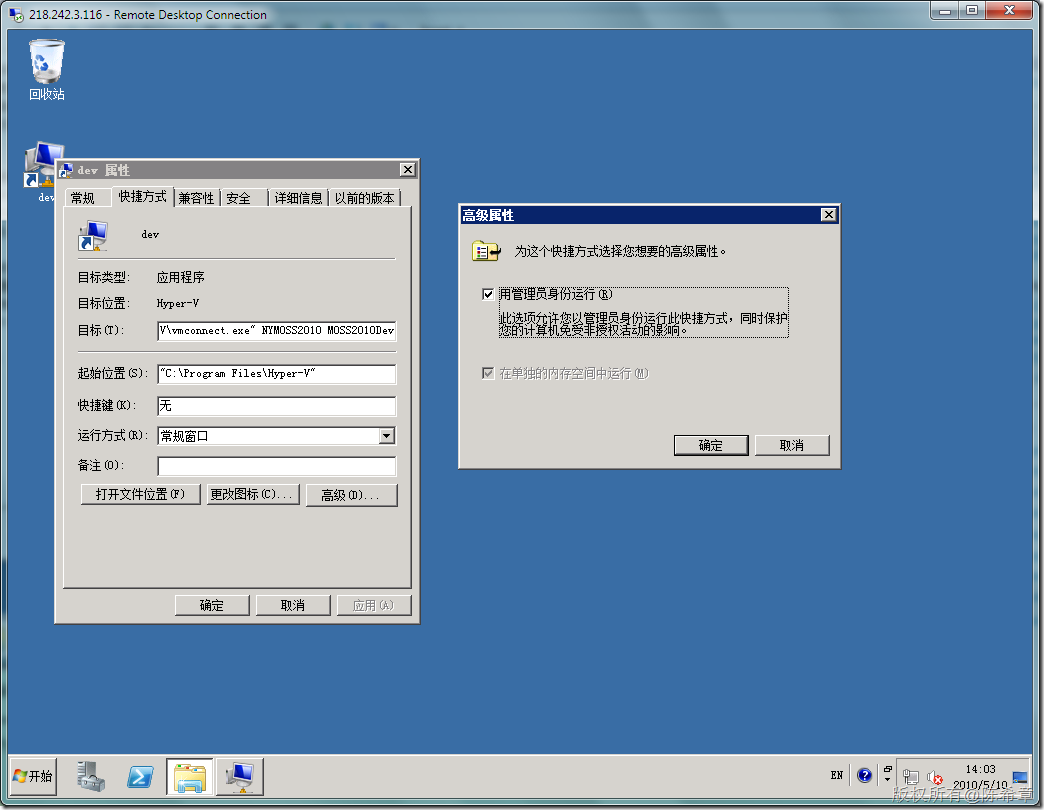 218.242.3.116 - Remote Desktop Connection
回收站
dev
dev 属性
常规 快捷方式 兼容性 安全 详细信息 以前的版本
dev
目标类型: 应用程序
目标位置: Hyper-V
目标(T): V\vmconnect.exe" NYMOSS2010 MOSS2010Dev
起始位置(S): "C:\Program Files\Hyper-V"
快捷键(K): 无
运行方式(R): 常规窗口
备注(O):
打开文件位置(F) 更改图标(C)... 高级(D)...
确定 取消 应用(A)
高级属性
为这个快捷方式选择您想要的高级属性。
用管理员身份运行(R)
此选项允许您以管理员身份运行此快捷方式，同时保护
您的计算机免受非授权活动的影响。
在单独的内存空间中运行(M)
确定 取消
开始
EN
14:03
2010/5/10
版权所有@陈希章